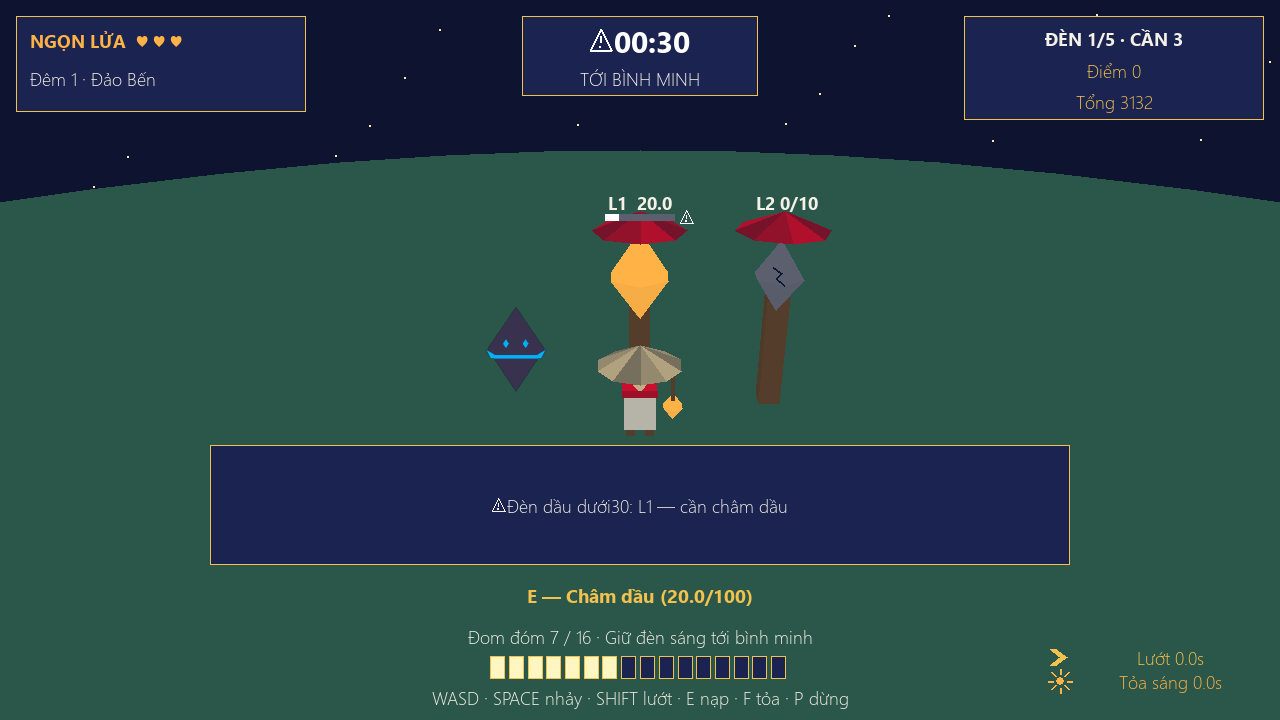 NGỌN LỬA ♥ ♥ ♥
Đêm 1 · Đảo Bến
⚠00:30
TỚI BÌNH MINH
ĐÈN 1/5 · CẦN 3
Điểm 0
Tổng 3132
L1 20.0
⚠
L2 0/10
⚠Đèn dầu dưới30: L1 — cần châm dầu
E — Châm dầu (20.0/100)
Đom đóm 7 / 16 · Giữ đèn sáng tới bình minh
Lướt 0.0s
Tỏa sáng 0.0s
WASD · SPACE nhảy · SHIFT lướt · E nạp · F tỏa · P dừng